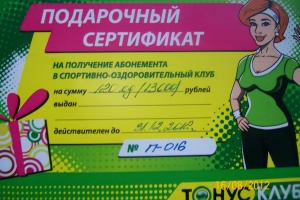 ПОДАРОЧНЫЙ
СЕРТИФИКАТ
НА ПОЛУЧЕНИЕ АБОНЕМЕНТА
В СПОРТИВНО-ОЗДОРОВИТЕЛЬНЫЙ КЛУБ
на сумму рублей
выдан
действителен до 31.12.2012.
№ П-016
ТОНУС КЛУБ
2012